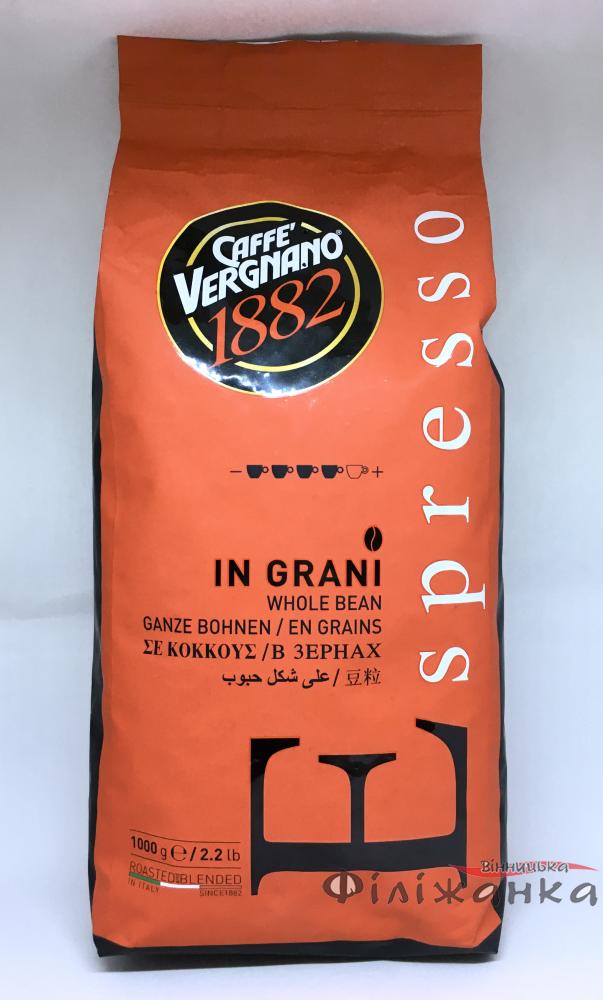 CAFFE'
VERGNANO®
1882
Espresso
− +
IN GRANI
WHOLE BEAN
GANZE BOHNEN / EN GRAINS
ΣΕ ΚΟΚΚΟΥΣ / В ЗЕРНАХ
على شكل حبوب / 豆粒
1000 g ℮ / 2.2 lb
ROASTED & BLENDED
IN ITALY SINCE 1882
Вінницька
Філіжанка